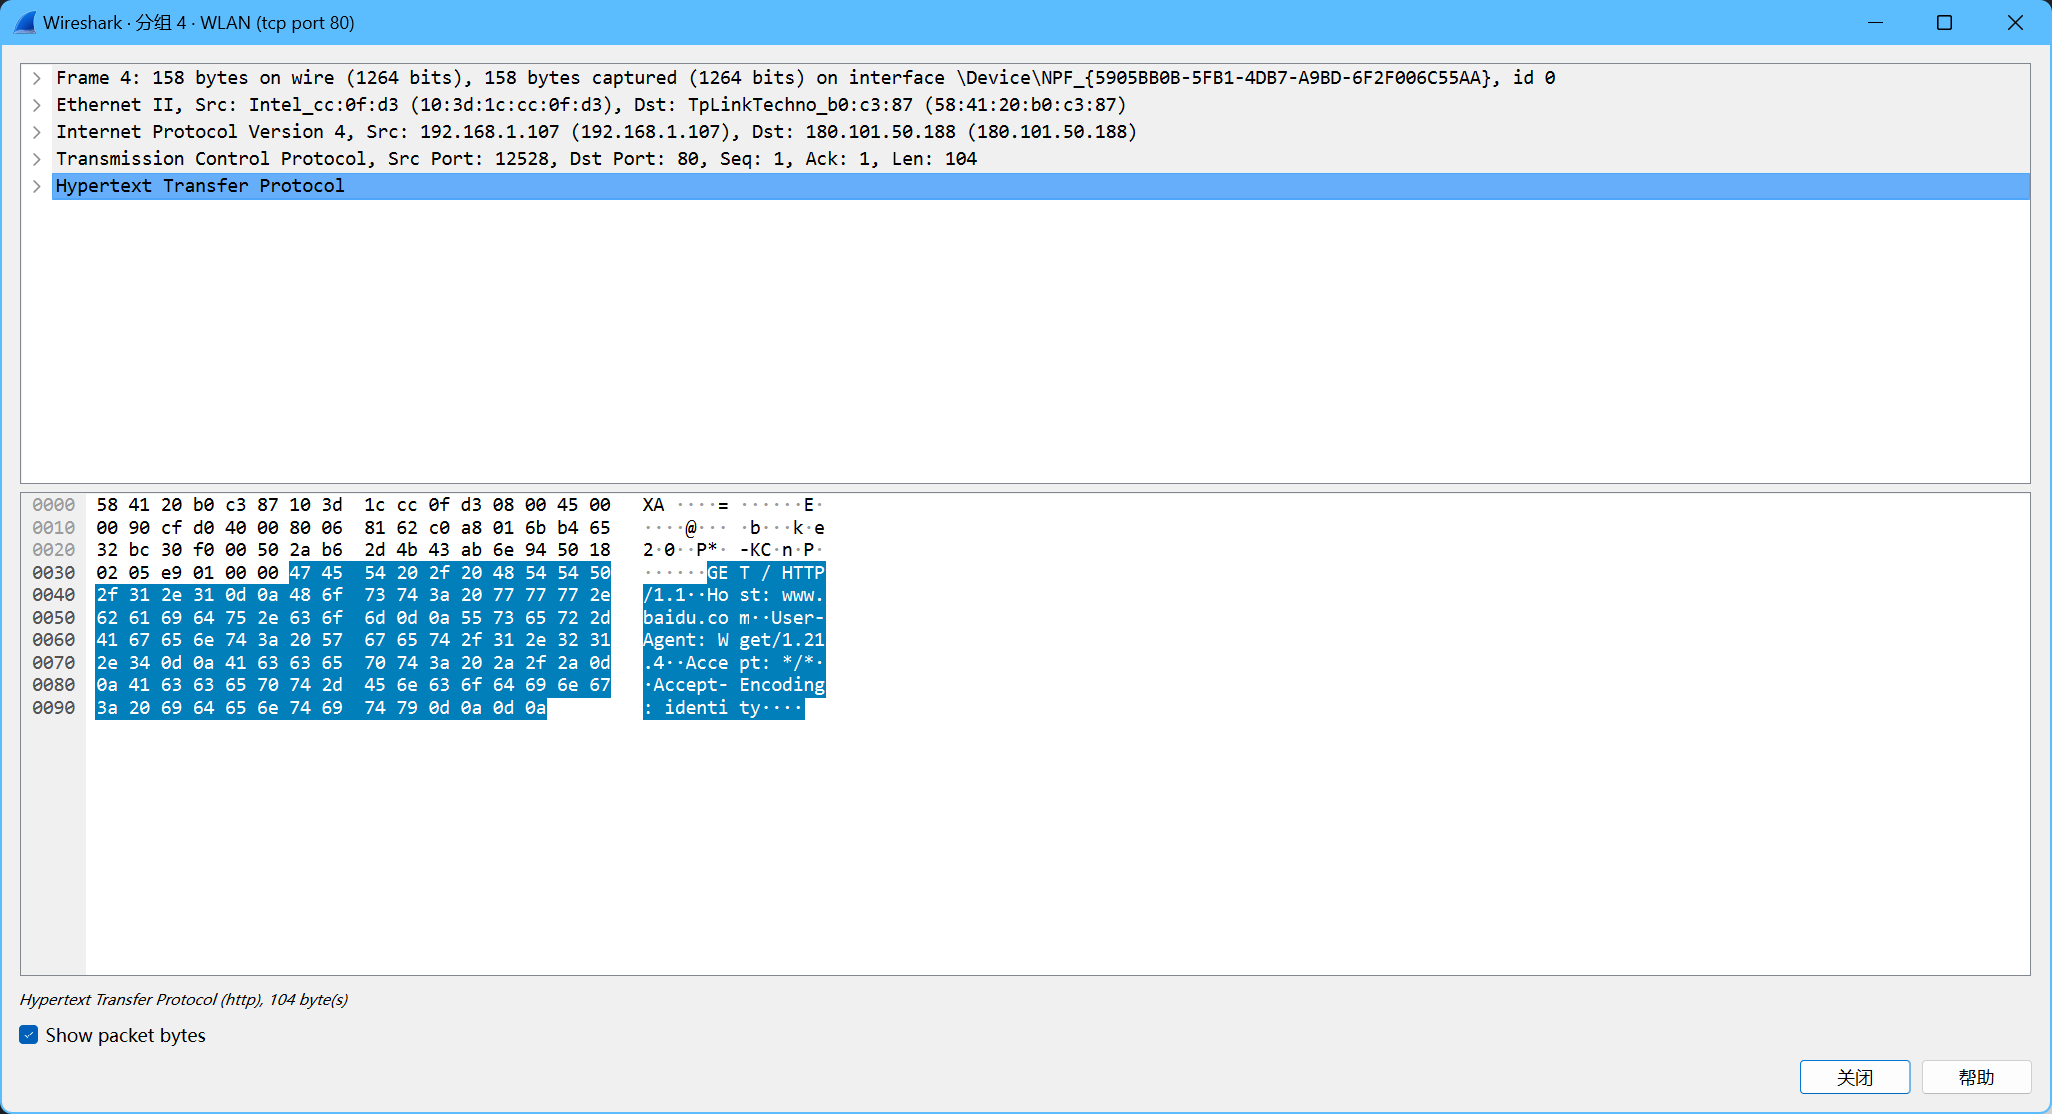 Wireshark · 分组 4 · WLAN (tcp port 80)
Frame 4: 158 bytes on wire (1264 bits), 158 bytes captured (1264 bits) on interface \Device\NPF_{5905BB0B-5FB1-4DB7-A9BD-6F2F006C55AA}, id 0
Ethernet II, Src: Intel_cc:0f:d3 (10:3d:1c:cc:0f:d3), Dst: TpLinkTechno_b0:c3:87 (58:41:20:b0:c3:87)
Internet Protocol Version 4, Src: 192.168.1.107 (192.168.1.107), Dst: 180.101.50.188 (180.101.50.188)
Transmission Control Protocol, Src Port: 12528, Dst Port: 80, Seq: 1, Ack: 1, Len: 104
Hypertext Transfer Protocol
0000 58 41 20 b0 c3 87 10 3d 1c cc 0f d3 08 00 45 00 XA ····= ······E·
0010 00 90 cf d0 40 00 80 06 81 62 c0 a8 01 6b b4 65 ····@··· ·b···k·e
0020 32 bc 30 f0 00 50 2a b6 2d 4b 43 ab 6e 94 50 18 2·0··P*· -KC·n·P·
0030 02 05 e9 01 00 00 47 45 54 20 2f 20 48 54 54 50 ······GE T / HTTP
0040 2f 31 2e 31 0d 0a 48 6f 73 74 3a 20 77 77 77 2e /1.1··Ho st: www.
0050 62 61 69 64 75 2e 63 6f 6d 0d 0a 55 73 65 72 2d baidu.co m··User-
0060 41 67 65 6e 74 3a 20 57 67 65 74 2f 31 2e 32 31 Agent: W get/1.21
0070 2e 34 0d 0a 41 63 63 65 70 74 3a 20 2a 2f 2a 0d .4··Acce pt: */*·
0080 0a 41 63 63 65 70 74 2d 45 6e 63 6f 64 69 6e 67 ·Accept- Encoding
0090 3a 20 69 64 65 6e 74 69 74 79 0d 0a 0d 0a : identi ty····
Hypertext Transfer Protocol (http), 104 byte(s)
Show packet bytes
关闭
帮助